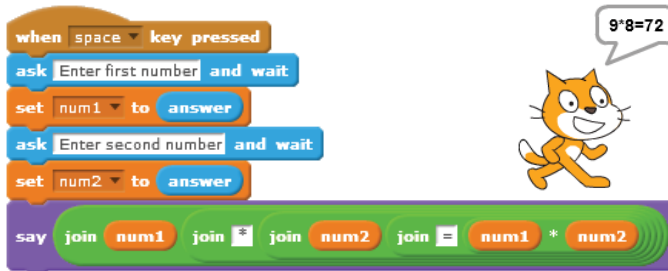 9*8=72
when space key pressed
ask Enter first number and wait
set num1 to answer
ask Enter second number and wait
set num2 to answer
say join num1 join * join num2 join = num1 * num2